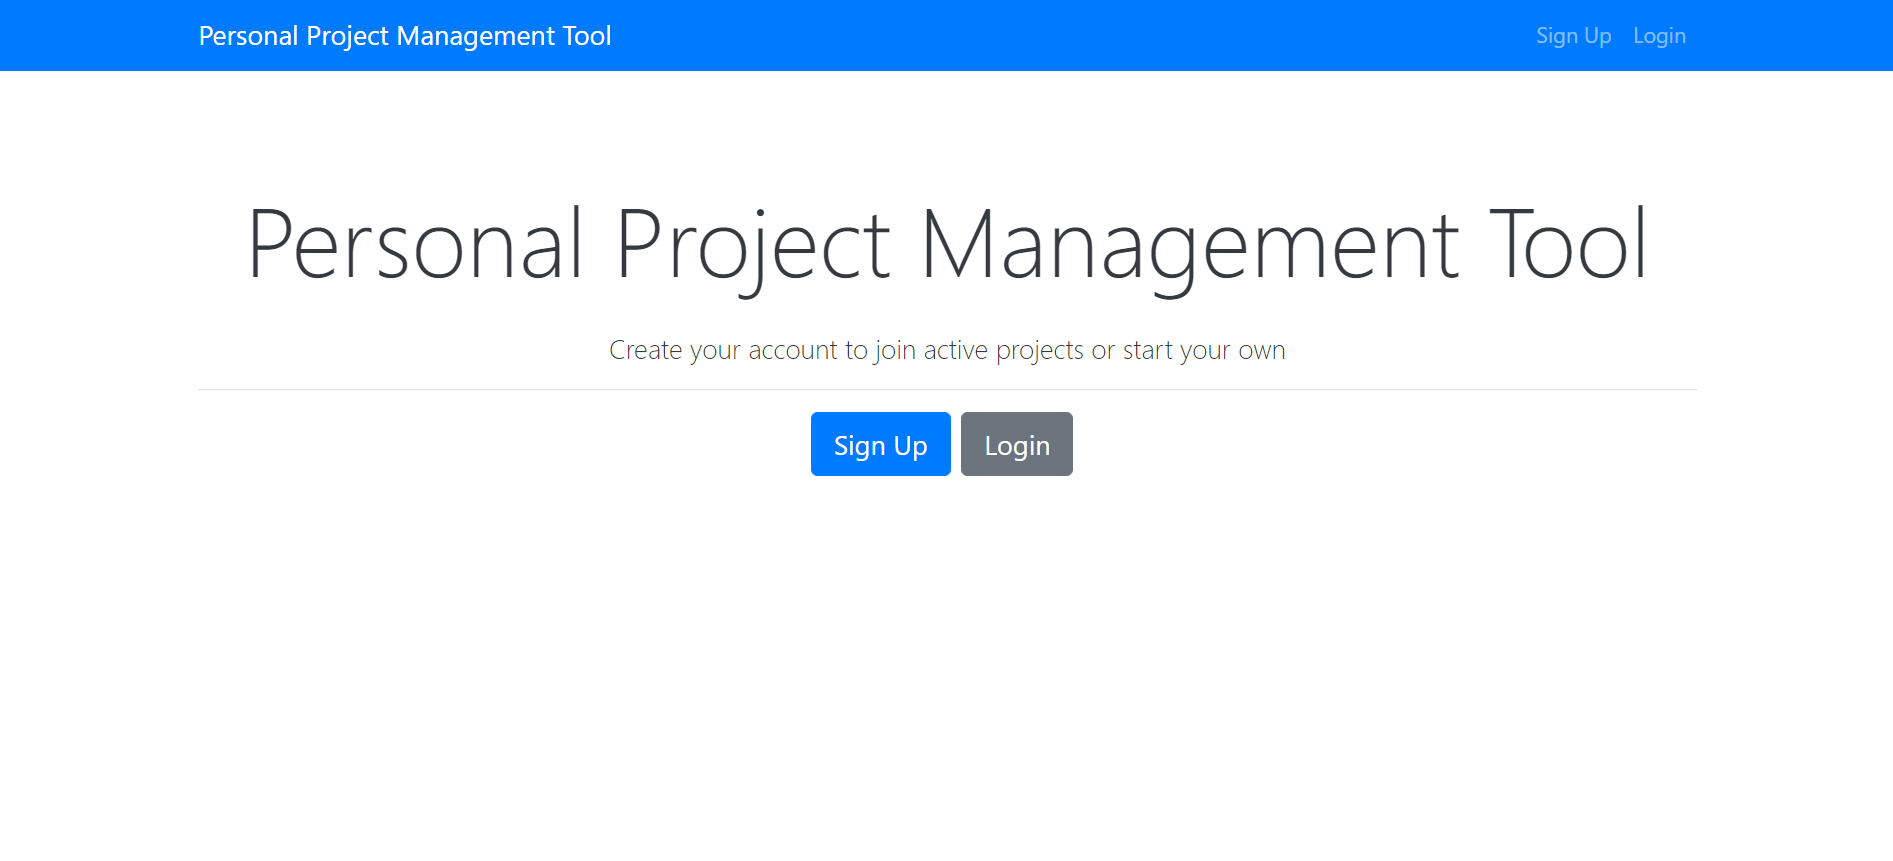 Personal Project Management Tool
Sign Up Login
Personal Project Management Tool
Create your account to join active projects or start your own
Sign Up Login